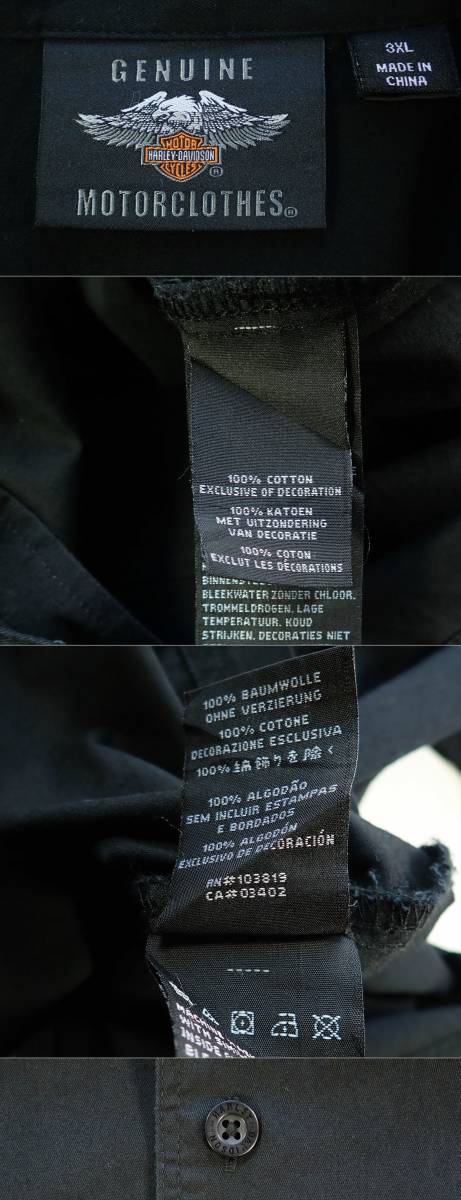 GENUINE
MOTOR
HARLEY-DAVIDSON
CYCLES
®
MOTORCLOTHES®
3XL
MADE IN
CHINA
100% COTTON
EXCLUSIVE OF DECORATION
100% KATOEN
MET UITZONDERING
VAN DECORATIE
100% COTON
EXCLUT LES DÉCORATIONS
BLEEKWATER ZONDER CHLOOR.
TROMMELDROGEN. LAGE
TEMPERATUUR. KOUD
STRIJKEN. DECORATIES NIET
100% BAUMWOLLE
OHNE VERZIERUNG
100% COTONE
DECORAZIONE ESCLUSIVA
100% 綿 飾りを除く
100% ALGODÃO
SEM INCLUIR ESTAMPAS
E BORDADOS
100% ALGODÓN
EXCLUSIVO DE DECORACIÓN
RN#103819
CA#03402
-----
WITH
INSIDE
HARLEY
DAVIDSON